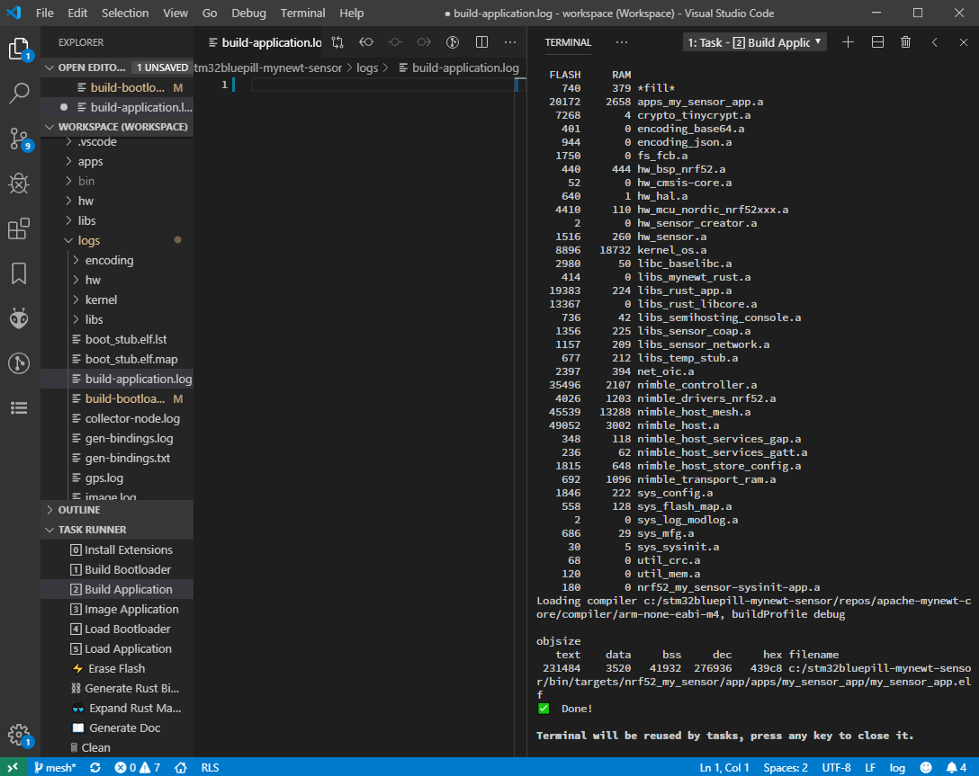 File Edit Selection View Go Debug Terminal Help
● build-application.log - workspace (Workspace) - Visual Studio Code
EXPLORER
OPEN EDITO... 1 UNSAVED
build-bootlo... M
build-application.l...
WORKSPACE (WORKSPACE)
.vscode
apps
bin
hw
libs
logs
encoding
hw
kernel
libs
boot_stub.elf.lst
boot_stub.elf.map
build-application.log
build-bootloa... M
collector-node.log
gen-bindings.log
gen-bindings.txt
gps.log
image.log
OUTLINE
TASK RUNNER
0 Install Extensions
1 Build Bootloader
2 Build Application
3 Image Application
4 Load Bootloader
5 Load Application
⚡ Erase Flash
Generate Rust Bi...
Expand Rust Ma...
Generate Doc
Clean
build-application.lo
tm32bluepill-mynewt-sensor > logs > build-application.log
1
TERMINAL ... 1: Task - 2 Build Applic
FLASH RAM
740 379 *fill*
20172 2658 apps_my_sensor_app.a
7268 4 crypto_tinycrypt.a
401 0 encoding_base64.a
944 0 encoding_json.a
1750 0 fs_fcb.a
440 444 hw_bsp_nrf52.a
52 0 hw_cmsis-core.a
640 1 hw_hal.a
4410 110 hw_mcu_nordic_nrf52xxx.a
2 0 hw_sensor_creator.a
1516 260 hw_sensor.a
8896 18732 kernel_os.a
2980 50 libc_baselibc.a
414 0 libs_mynewt_rust.a
19383 224 libs_rust_app.a
13367 0 libs_rust_libcore.a
736 42 libs_semihosting_console.a
1356 225 libs_sensor_coap.a
1157 209 libs_sensor_network.a
677 212 libs_temp_stub.a
2397 394 net_oic.a
35496 2107 nimble_controller.a
4026 1203 nimble_drivers_nrf52.a
45539 13288 nimble_host_mesh.a
49052 3002 nimble_host.a
348 118 nimble_host_services_gap.a
236 62 nimble_host_services_gatt.a
1815 648 nimble_host_store_config.a
692 1096 nimble_transport_ram.a
1846 222 sys_config.a
558 128 sys_flash_map.a
2 0 sys_log_modlog.a
686 29 sys_mfg.a
30 5 sys_sysinit.a
68 0 util_crc.a
120 0 util_mem.a
180 0 nrf52_my_sensor-sysinit-app.a
Loading compiler c:/stm32bluepill-mynewt-sensor/repos/apache-mynewt-c
ore/compiler/arm-none-eabi-m4, buildProfile debug
objsize
text data bss dec hex filename
231484 3520 41932 276936 439c8 c:/stm32bluepill-mynewt-senso
r/bin/targets/nrf52_my_sensor/app/apps/my_sensor_app/my_sensor_app.el
f
✅ Done!
Terminal will be reused by tasks, press any key to close it.
1
9
1
mesh* 0 7 RLS Ln 1, Col 1 Spaces: 2 UTF-8 LF log 4